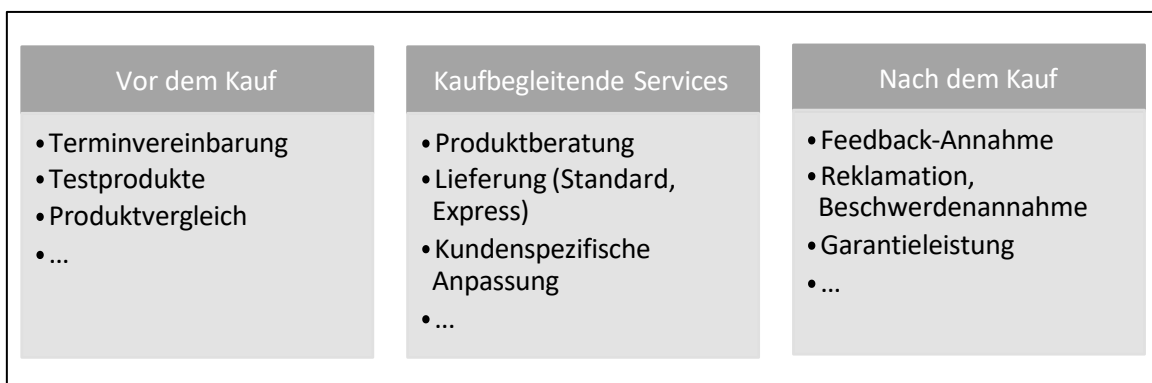 Vor dem Kauf
• Terminvereinbarung
• Testprodukte
• Produktvergleich
• ...
Kaufbegleitende Services
• Produktberatung
• Lieferung (Standard,
Express)
• Kundenspezifische
Anpassung
• ...
Nach dem Kauf
• Feedback-Annahme
• Reklamation,
Beschwerdenannahme
• Garantieleistung
• ...